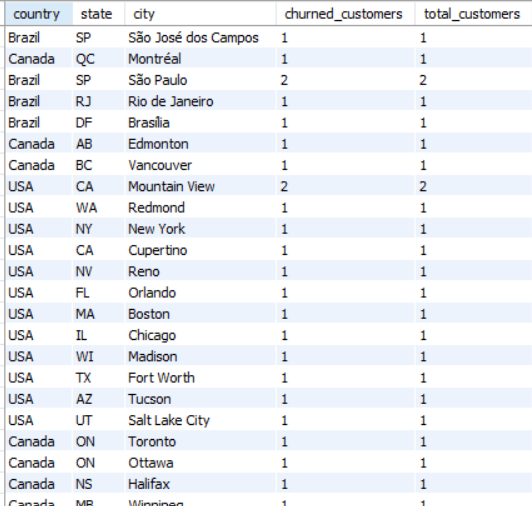 country state city churned_customers total_customers
Brazil SP São José dos Campos 1 1
Canada QC Montréal 1 1
Brazil SP São Paulo 2 2
Brazil RJ Rio de Janeiro 1 1
Brazil DF Brasília 1 1
Canada AB Edmonton 1 1
Canada BC Vancouver 1 1
USA CA Mountain View 2 2
USA WA Redmond 1 1
USA NY New York 1 1
USA CA Cupertino 1 1
USA NV Reno 1 1
USA FL Orlando 1 1
USA MA Boston 1 1
USA IL Chicago 1 1
USA WI Madison 1 1
USA TX Fort Worth 1 1
USA AZ Tucson 1 1
USA UT Salt Lake City 1 1
Canada ON Toronto 1 1
Canada ON Ottawa 1 1
Canada NS Halifax 1 1
Canada MB Winnipeg 1 1